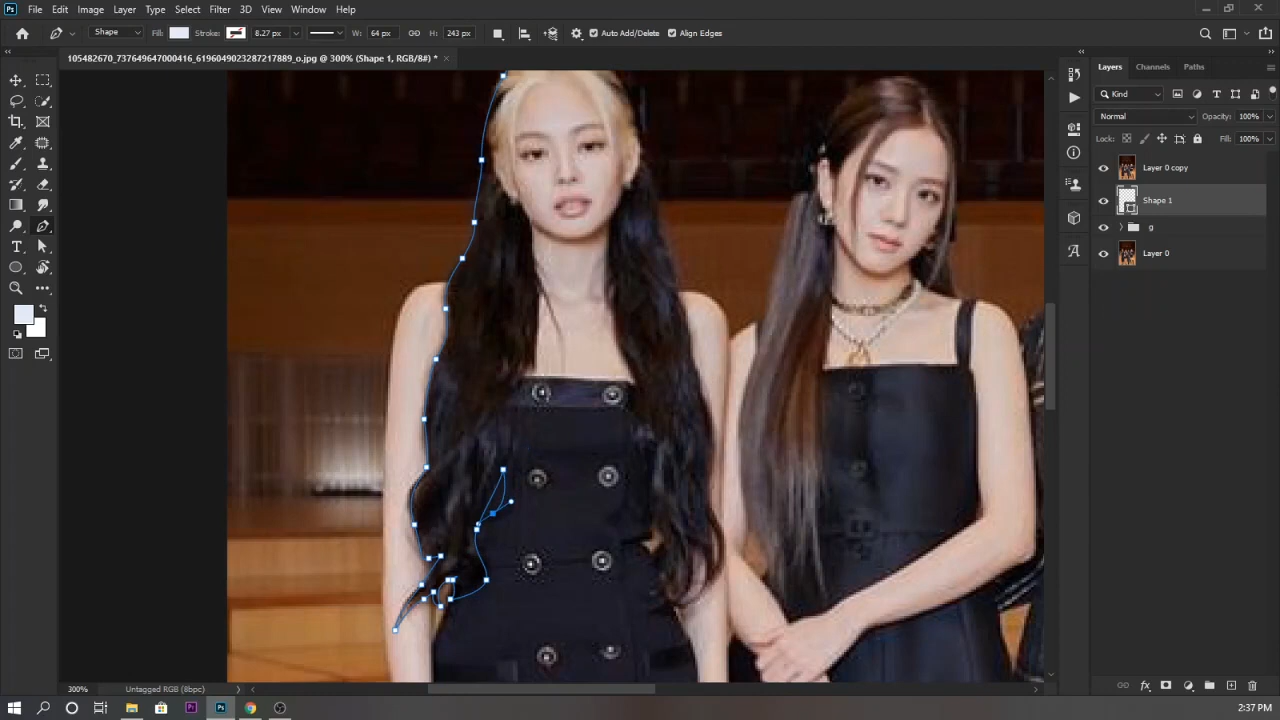 Ps File Edit Image Layer Type Select Filter 3D View Window Help
Shape Fill: Stroke: 8.27 px W: 64 px H: 243 px Auto Add/Delete Align Edges
105482670_737649647000416_6196049023287217889_o.jpg @ 300% (Shape 1, RGB/8#) *
Layers Channels Paths
Kind
Normal Opacity: 100%
Lock: Fill: 100%
Layer 0 copy
Shape 1
g
Layer 0
300% Untagged RGB (8bpc)
2:37 PM